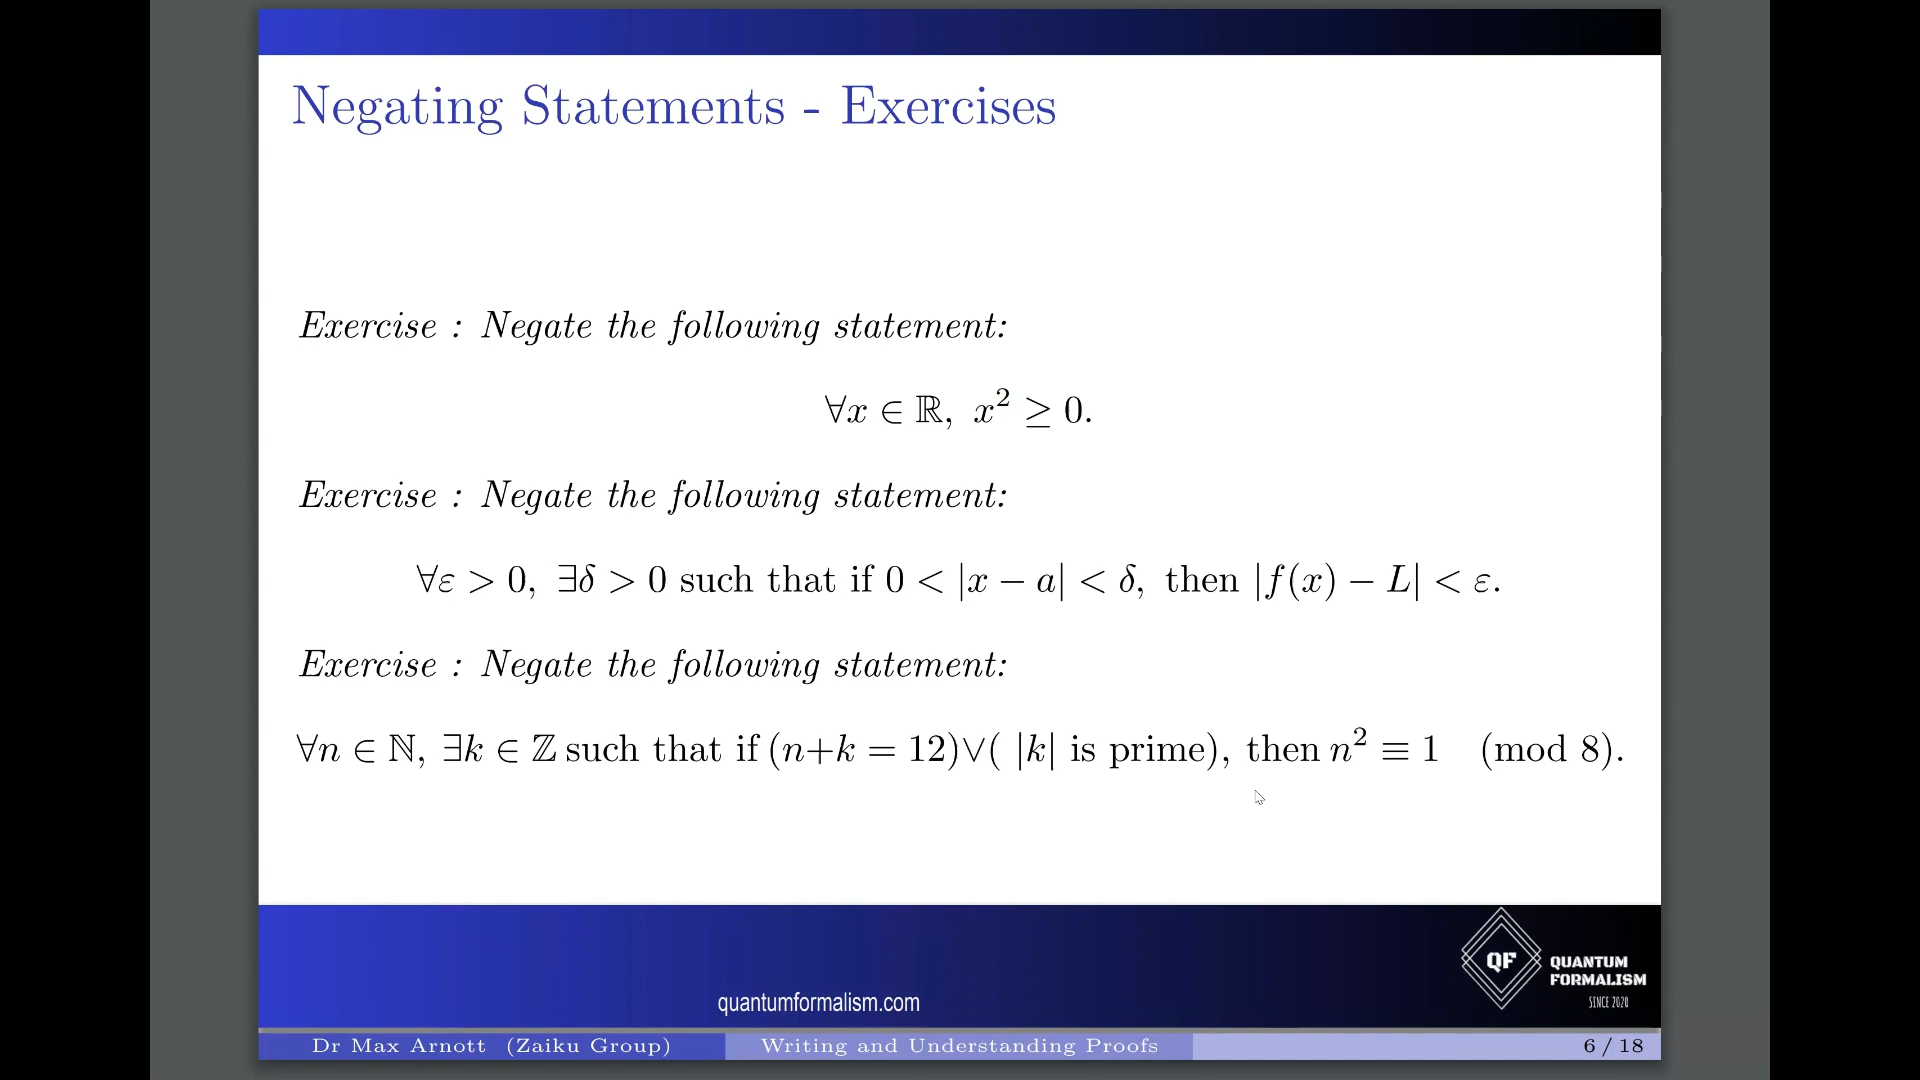 Negating Statements - Exercises
Exercise : Negate the following statement:
∀x ∈ ℝ, x² ≥ 0.
Exercise : Negate the following statement:
∀ε > 0, ∃δ > 0 such that if 0 < |x − a| < δ, then |f(x) − L| < ε.
Exercise : Negate the following statement:
∀n ∈ ℕ, ∃k ∈ ℤ such that if (n+k = 12)∨( |k| is prime), then n² ≡ 1 (mod 8).
QF
QUANTUM
FORMALISM
SINCE 2020
quantumformalism.com
Dr Max Arnott (Zaiku Group)
Writing and Understanding Proofs
6 / 18